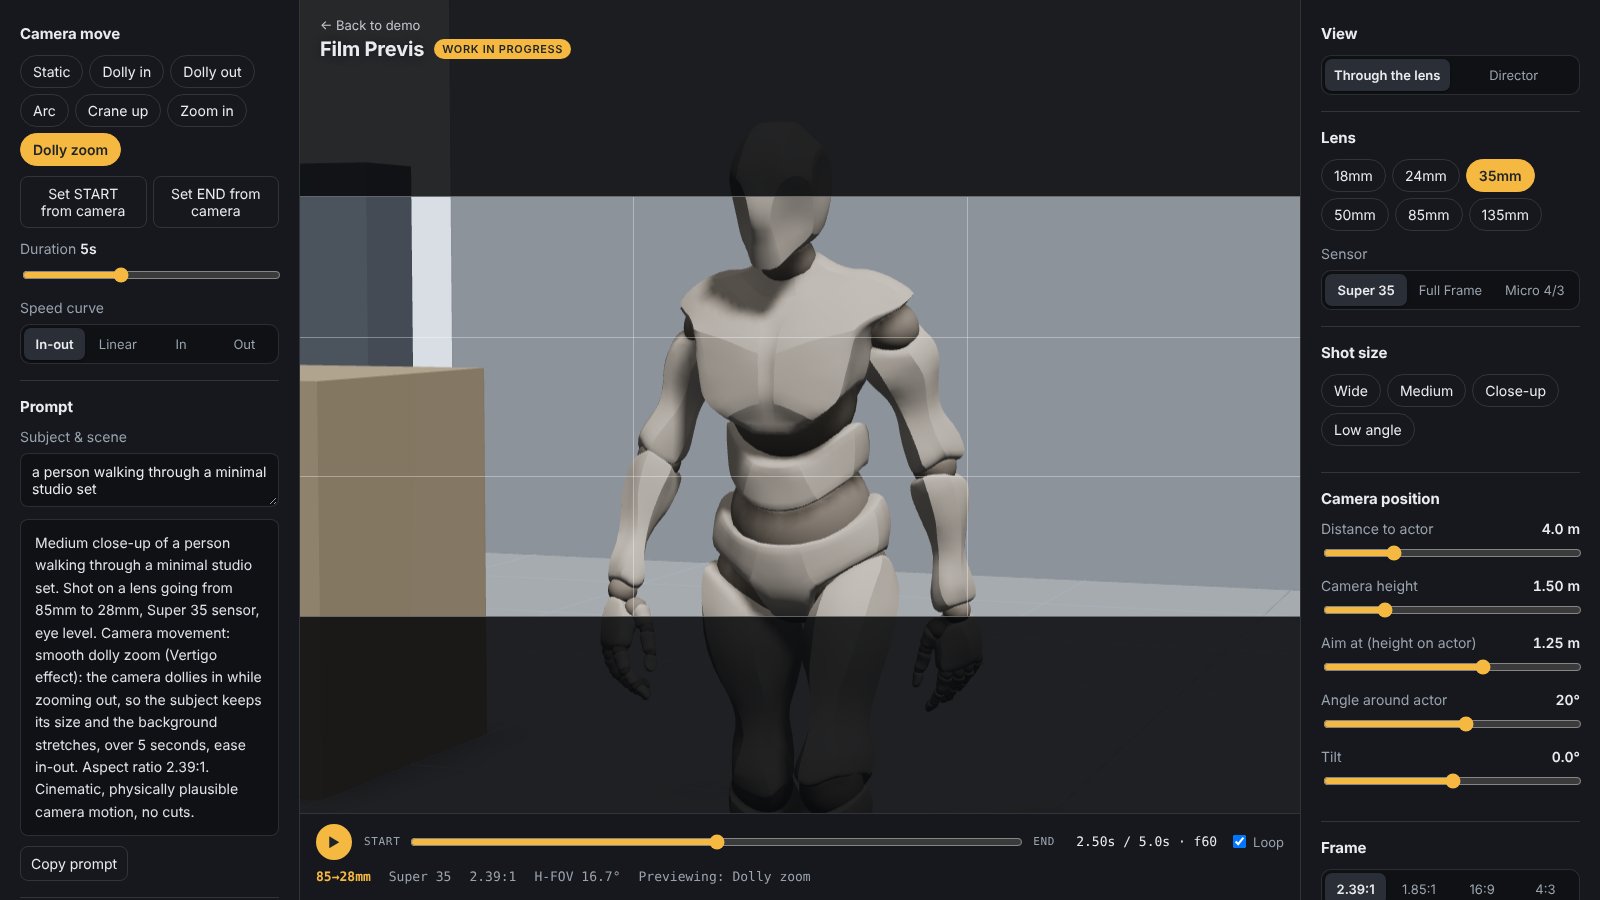 Camera move
Static
Dolly in
Dolly out
Arc
Crane up
Zoom in
Dolly zoom
Set START
from camera
Set END from
camera
Duration 5s
Speed curve
In-out
Linear
In
Out
Prompt
Subject & scene
a person walking through a minimal
studio set
Medium close-up of a person
walking through a minimal studio
set. Shot on a lens going from
85mm to 28mm, Super 35 sensor,
eye level. Camera movement:
smooth dolly zoom (Vertigo
effect): the camera dollies in while
zooming out, so the subject keeps
its size and the background
stretches, over 5 seconds, ease
in-out. Aspect ratio 2.39:1.
Cinematic, physically plausible
camera motion, no cuts.
Copy prompt
← Back to demo
Film Previs
WORK IN PROGRESS
START
END
2.50s / 5.0s · f60
Loop
85→28mm
Super 35
2.39:1
H-FOV 16.7°
Previewing: Dolly zoom
View
Through the lens
Director
Lens
18mm
24mm
35mm
50mm
85mm
135mm
Sensor
Super 35
Full Frame
Micro 4/3
Shot size
Wide
Medium
Close-up
Low angle
Camera position
Distance to actor 4.0 m
Camera height 1.50 m
Aim at (height on actor) 1.25 m
Angle around actor 20°
Tilt 0.0°
Frame
2.39:1
1.85:1
16:9
4:3